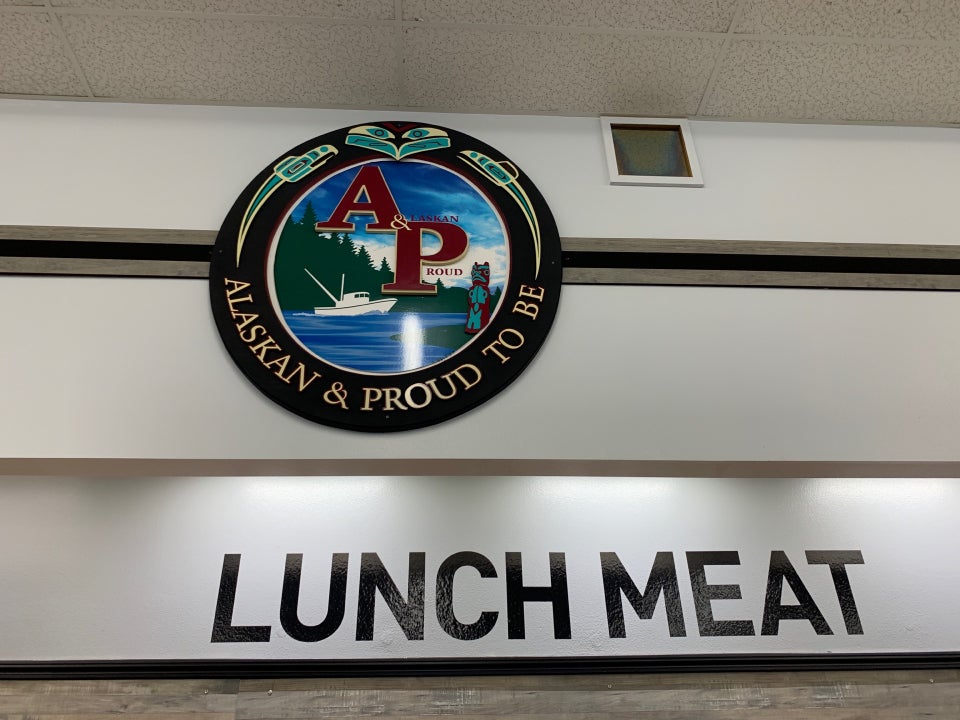 A
& LASKAN
P
ROUD
ALASKAN & PROUD TO BE
LUNCH MEAT